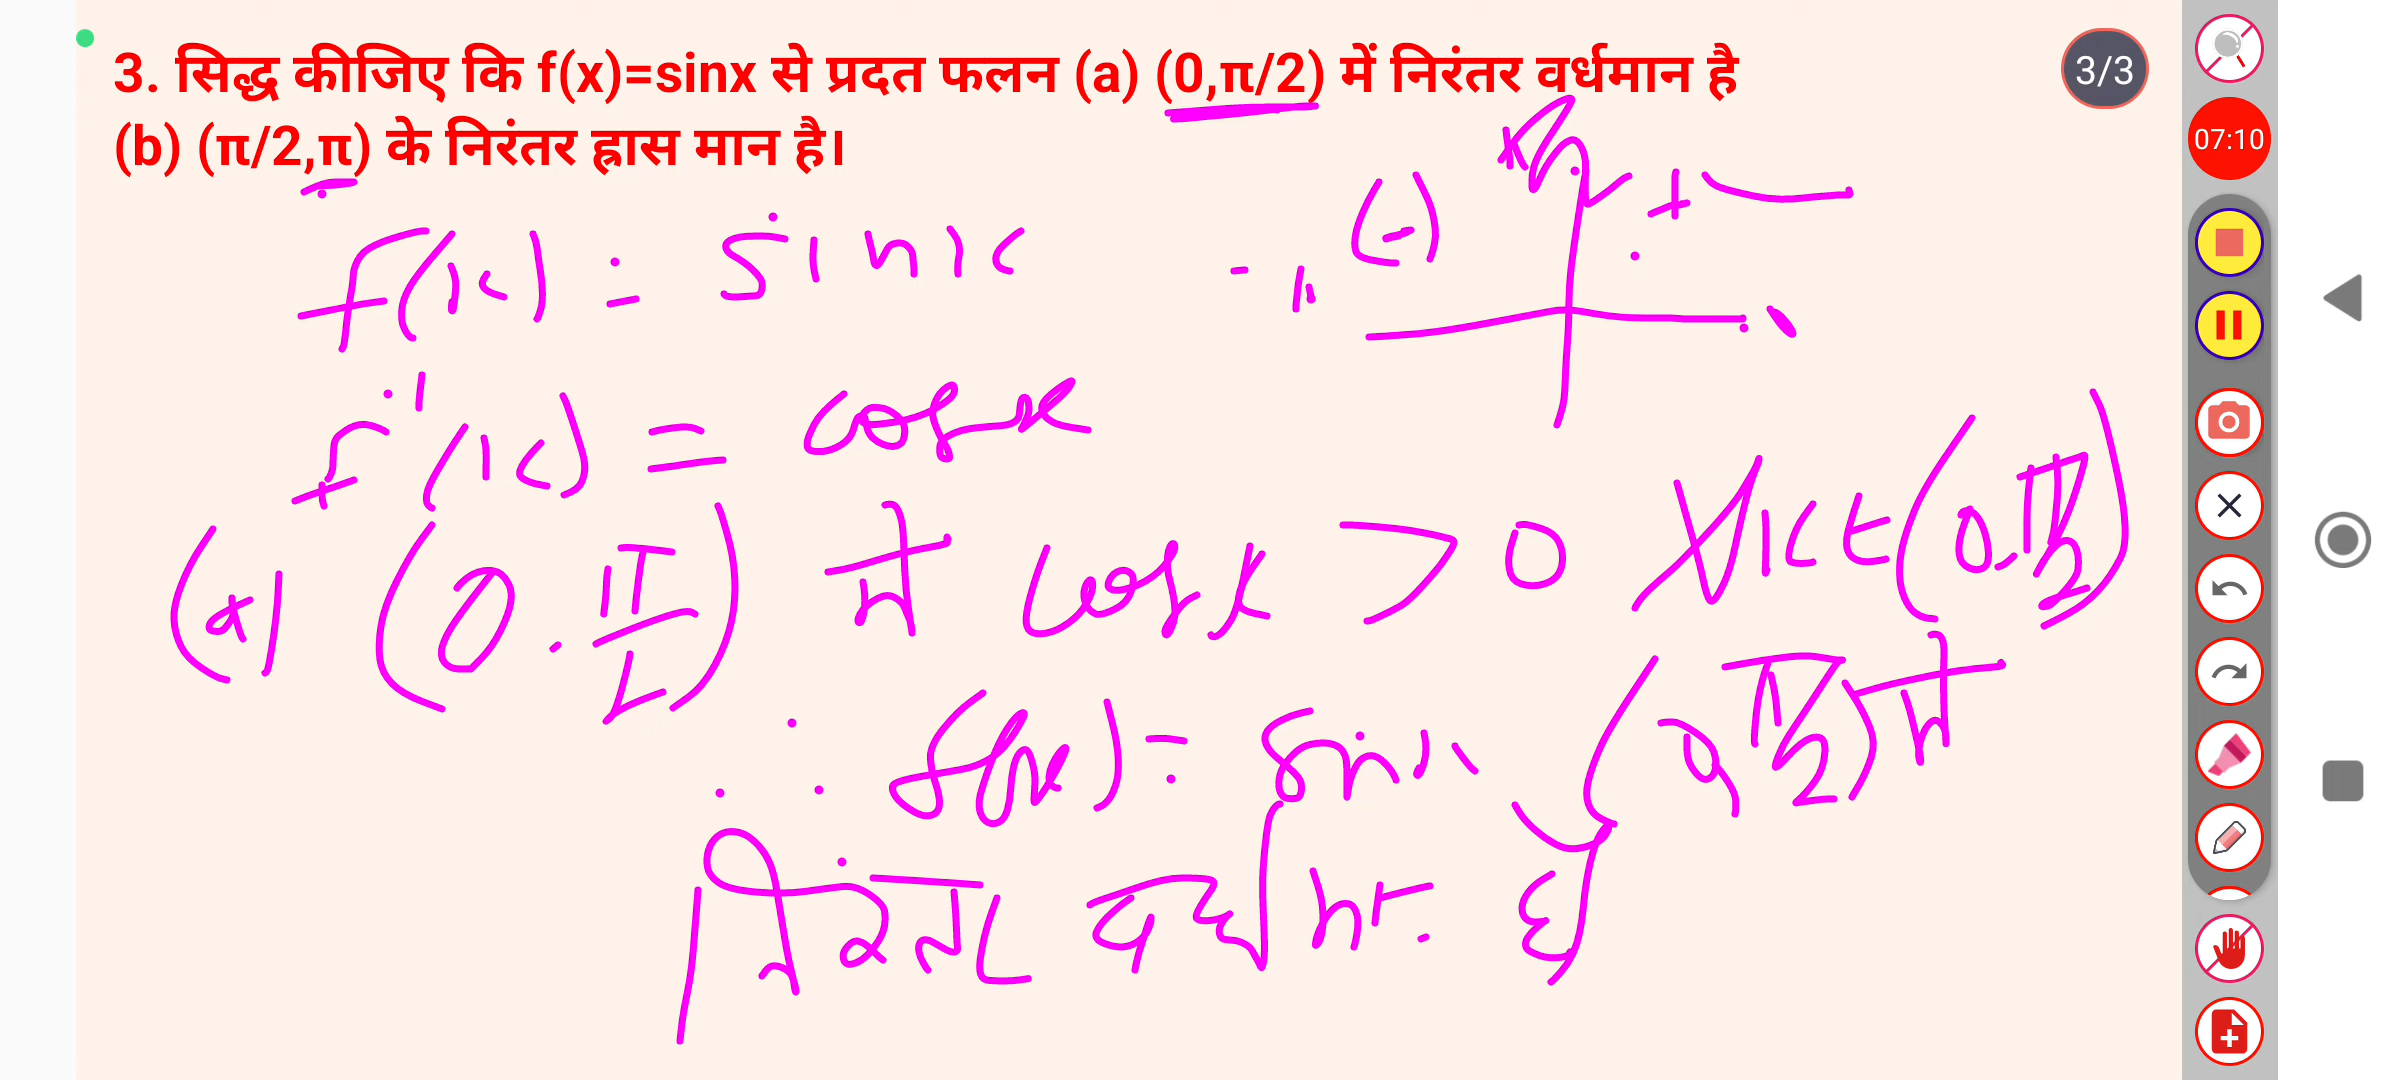 3. सिद्ध कीजिए कि f(x)=sinx से प्रदत फलन (a) (0,π/2) में निरंतर वर्धमान है
(b) (π/2,π) के निरंतर ह्रास मान है।
3/3
07:10
f(x) = sinx
(-)
+
f'(x) = cosx
(a) (0, π/2) में cosx > 0 ∀ x ∈ (0, π/2)
∴ f(x) = sinx, (0, π/2) में
निरंतर वर्धमान है